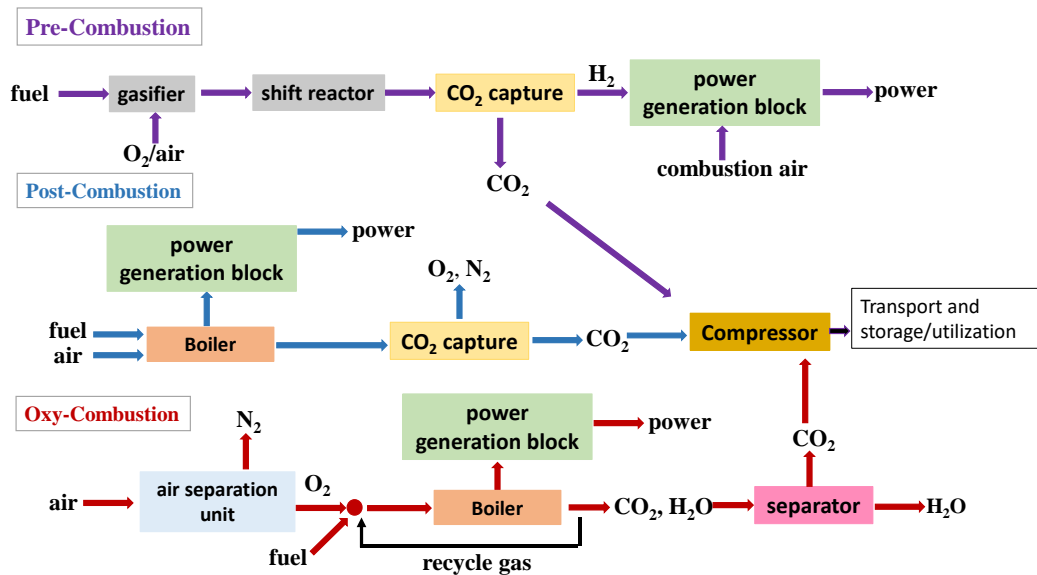 Pre-Combustion
fuel
gasifier
O₂/air
shift reactor
CO₂ capture
CO₂
H₂
power
generation block
combustion air
power
Post-Combustion
power
generation block
power
fuel
air
Boiler
O₂, N₂
CO₂ capture
CO₂
Compressor
Transport and
storage/utilization
Oxy-Combustion
air
N₂
air separation
unit
O₂
fuel
power
generation block
power
Boiler
recycle gas
CO₂, H₂O
separator
CO₂
H₂O